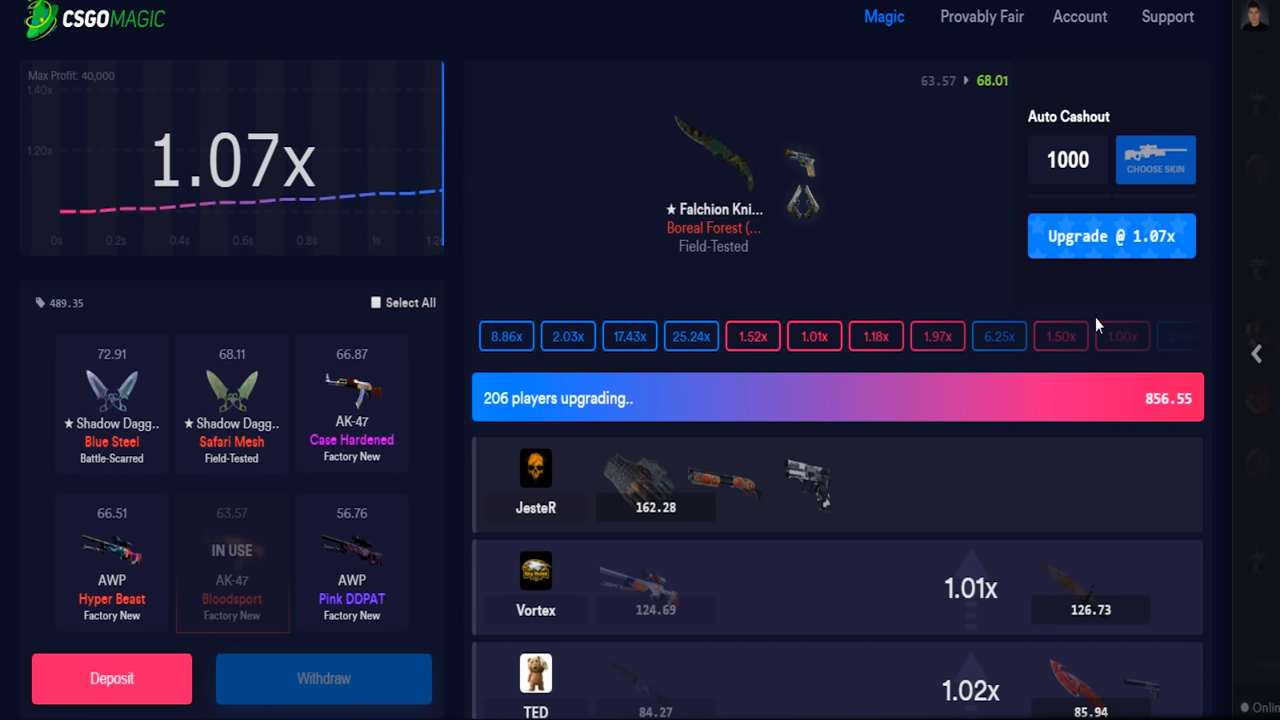 CSGOMAGIC
Magic
Provably Fair
Account
Support
Max Profit: 40,000
1.40x
1.20x
1.07x
0s
0.2s
0.4s
0.6s
0.8s
1s
63.57
68.01
★ Falchion Kni...
Boreal Forest (...
Field-Tested
Auto Cashout
1000
CHOOSE SKIN
Upgrade @ 1.07x
489.35
Select All
72.91
★ Shadow Dagg..
Blue Steel
Battle-Scarred
68.11
★ Shadow Dagg..
Safari Mesh
Field-Tested
66.87
AK-47
Case Hardened
Factory New
66.51
AWP
Hyper Beast
Factory New
63.57
IN USE
AK-47
Bloodsport
Factory New
56.76
AWP
Pink DDPAT
Factory New
Deposit
Withdraw
8.86x
2.03x
17.43x
25.24x
1.52x
1.01x
1.18x
1.97x
6.25x
1.50x
1.00x
206 players upgrading..
856.55
JesteR
162.28
Vortex
124.69
1.01x
126.73
TED
84.27
1.02x
85.94
Onlin